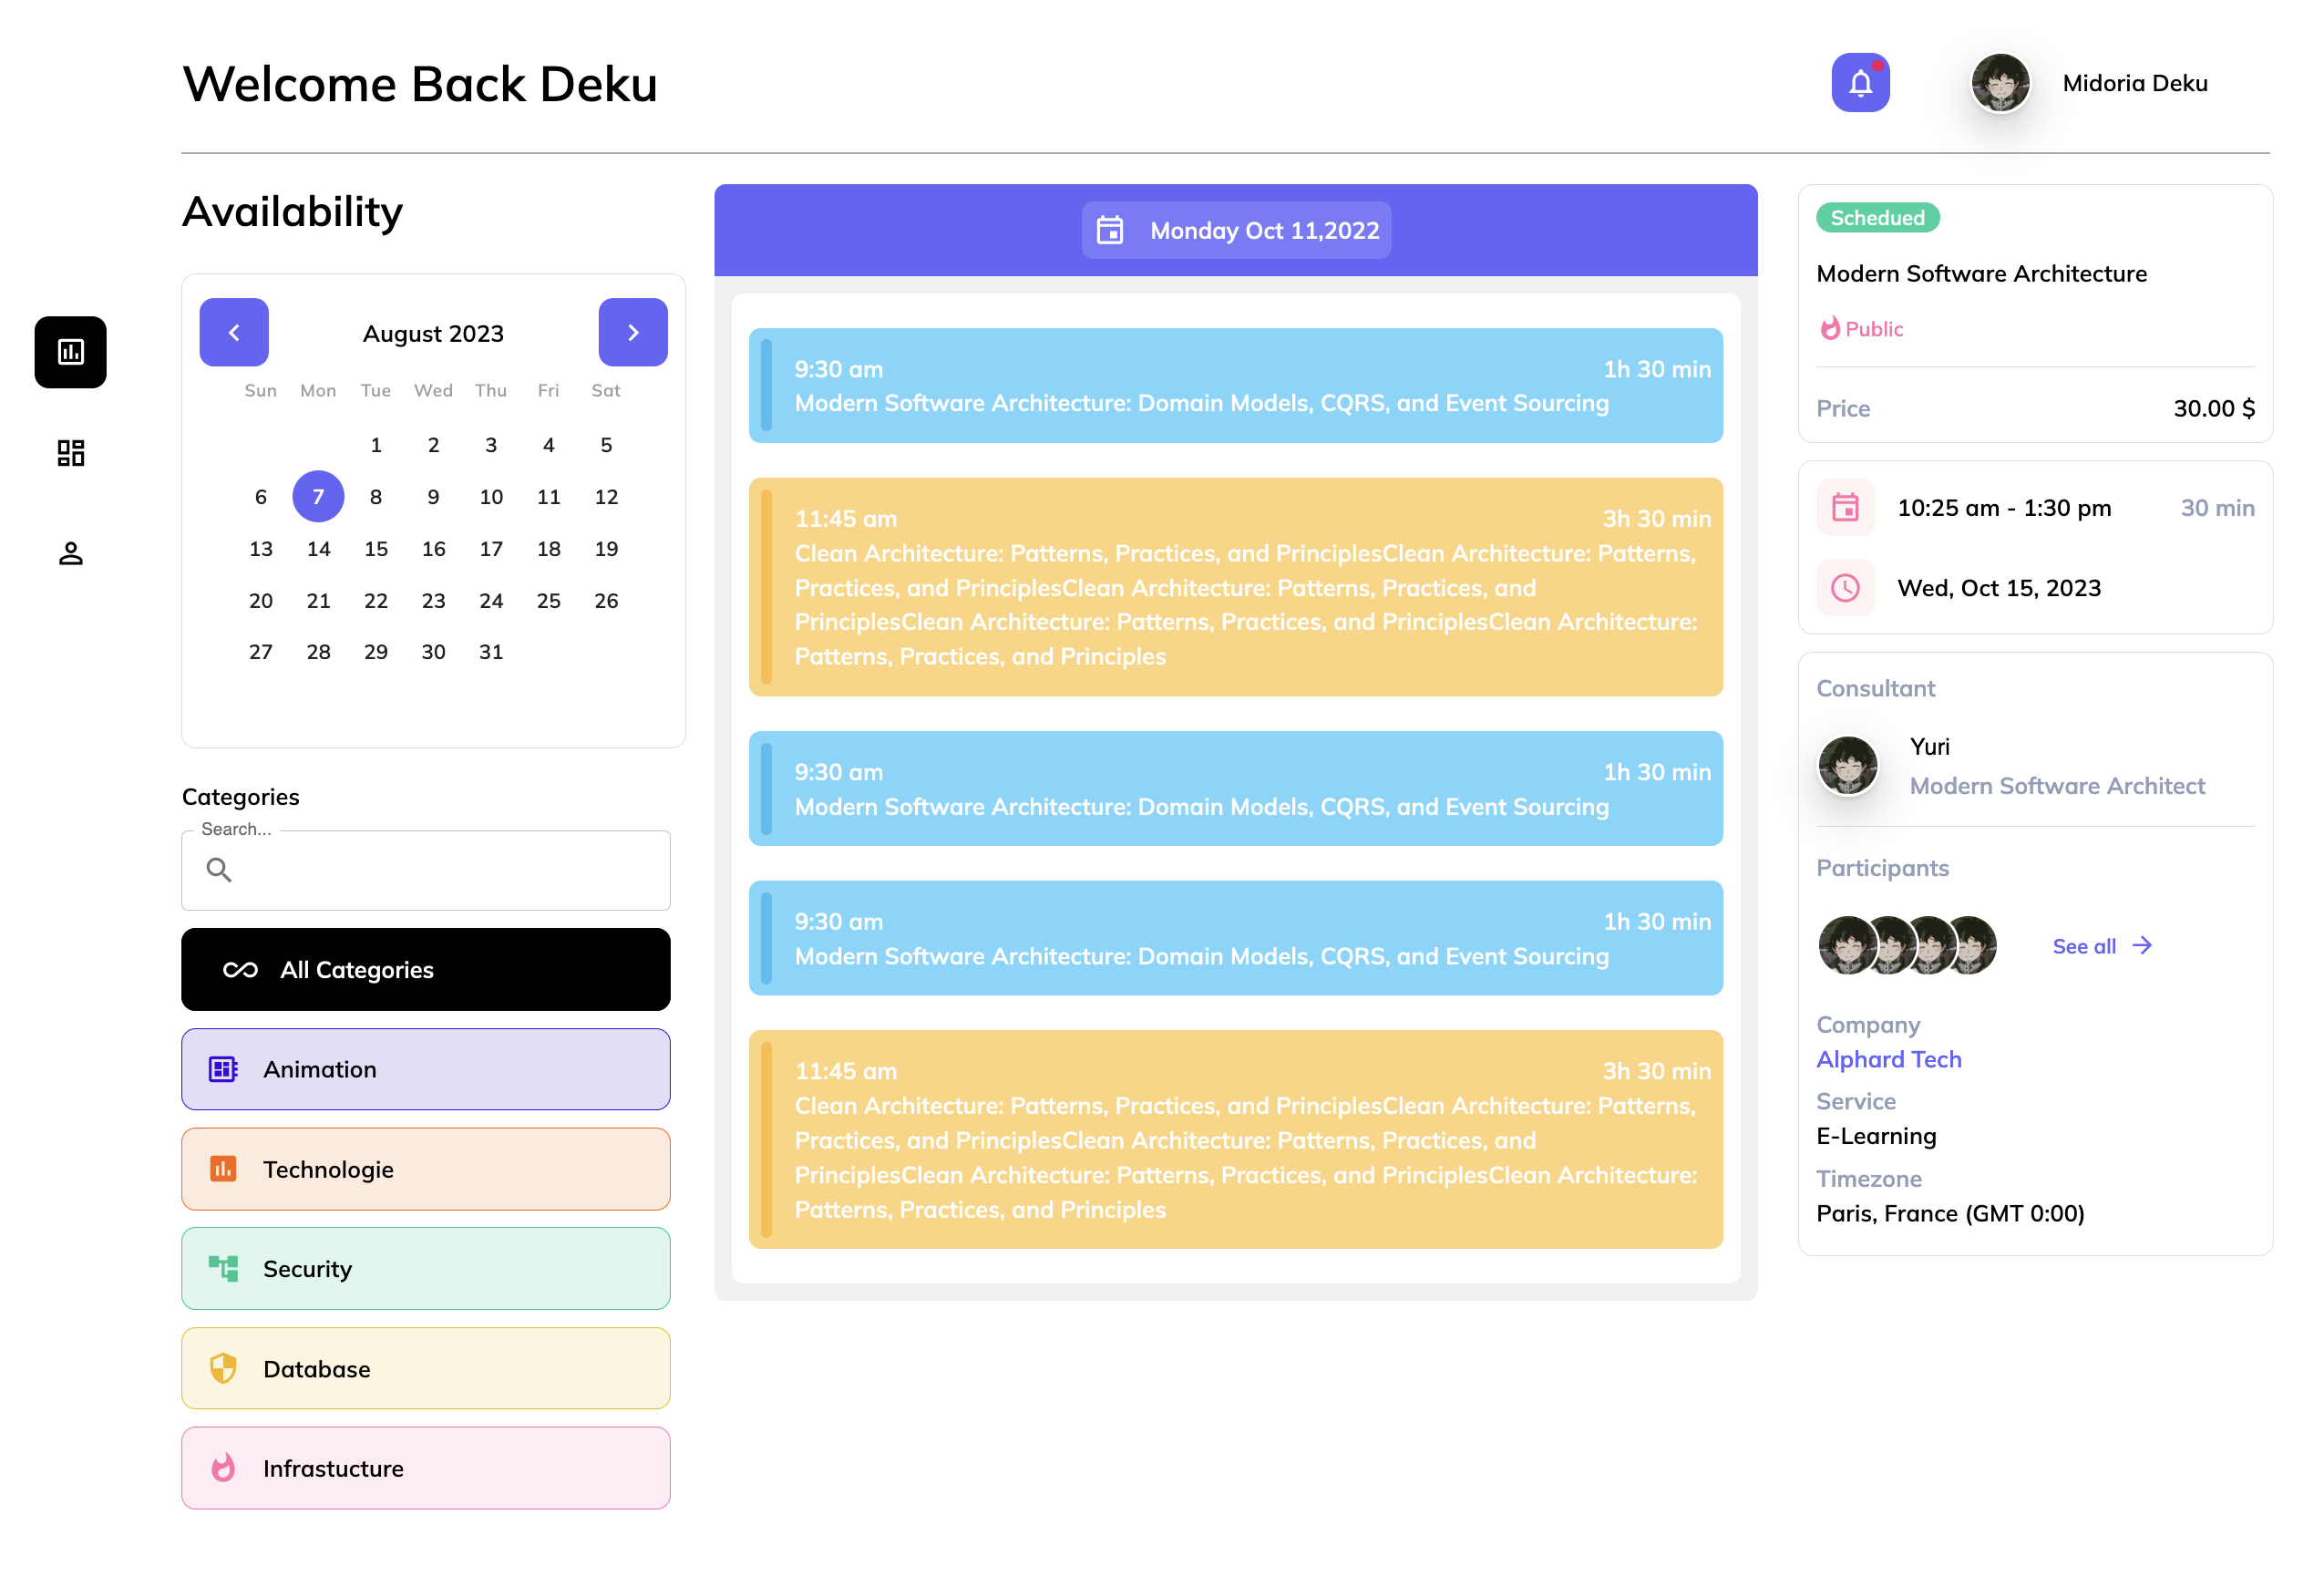 Welcome Back Deku
Midoria Deku
Availability
August 2023
Sun Mon Tue Wed Thu Fri Sat
1 2 3 4 5
6 7 8 9 10 11 12
13 14 15 16 17 18 19
20 21 22 23 24 25 26
27 28 29 30 31
Categories
Search...
All Categories
Animation
Technologie
Security
Database
Infrastucture
Monday Oct 11,2022
9:30 am 1h 30 min
Modern Software Architecture: Domain Models, CQRS, and Event Sourcing
11:45 am 3h 30 min
Clean Architecture: Patterns, Practices, and PrinciplesClean Architecture: Patterns,
Practices, and PrinciplesClean Architecture: Patterns, Practices, and
PrinciplesClean Architecture: Patterns, Practices, and PrinciplesClean Architecture:
Patterns, Practices, and Principles
9:30 am 1h 30 min
Modern Software Architecture: Domain Models, CQRS, and Event Sourcing
9:30 am 1h 30 min
Modern Software Architecture: Domain Models, CQRS, and Event Sourcing
11:45 am 3h 30 min
Clean Architecture: Patterns, Practices, and PrinciplesClean Architecture: Patterns,
Practices, and PrinciplesClean Architecture: Patterns, Practices, and
PrinciplesClean Architecture: Patterns, Practices, and PrinciplesClean Architecture:
Patterns, Practices, and Principles
Schedued
Modern Software Architecture
Public
Price 30.00 $
10:25 am - 1:30 pm 30 min
Wed, Oct 15, 2023
Consultant
Yuri
Modern Software Architect
Participants
See all
Company
Alphard Tech
Service
E-Learning
Timezone
Paris, France (GMT 0:00)